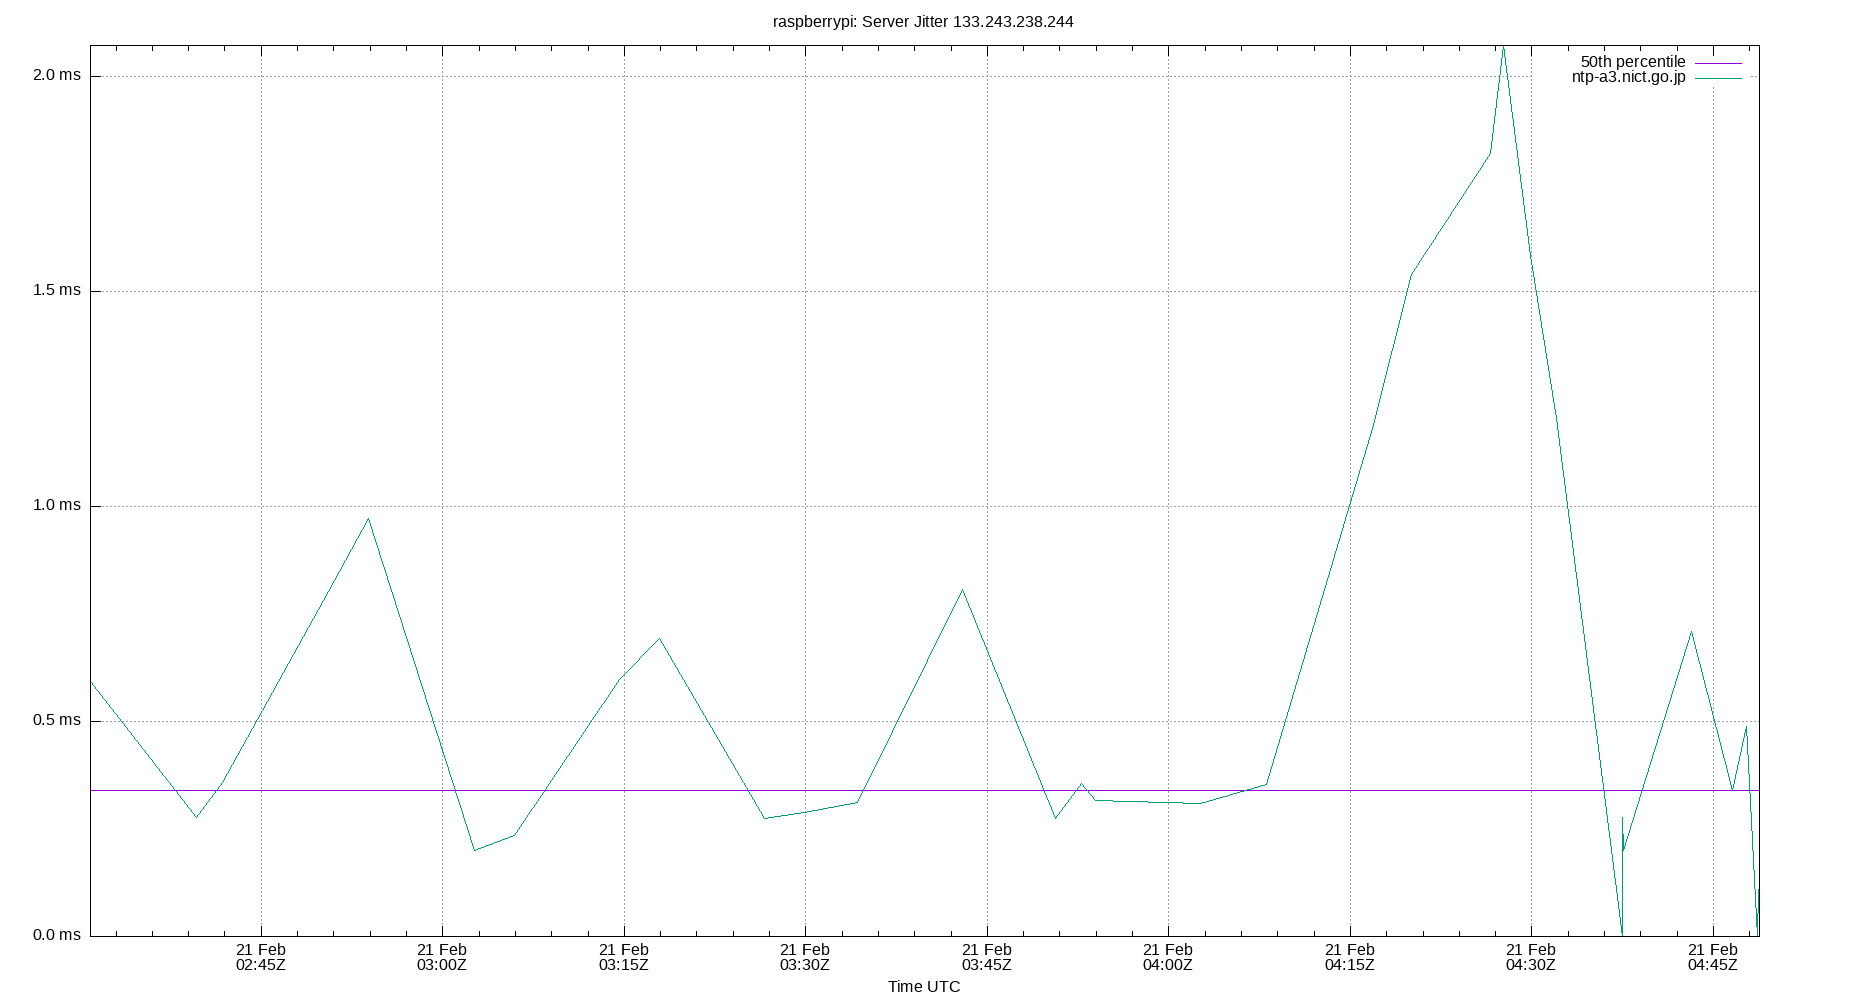 raspberrypi: Server Jitter 133.243.238.244
2.0 ms
1.5 ms
1.0 ms
0.5 ms
0.0 ms
50th percentile
ntp-a3.nict.go.jp
21 Feb
02:45Z
21 Feb
03:00Z
21 Feb
03:15Z
21 Feb
03:30Z
21 Feb
03:45Z
21 Feb
04:00Z
21 Feb
04:15Z
21 Feb
04:30Z
21 Feb
04:45Z
Time UTC